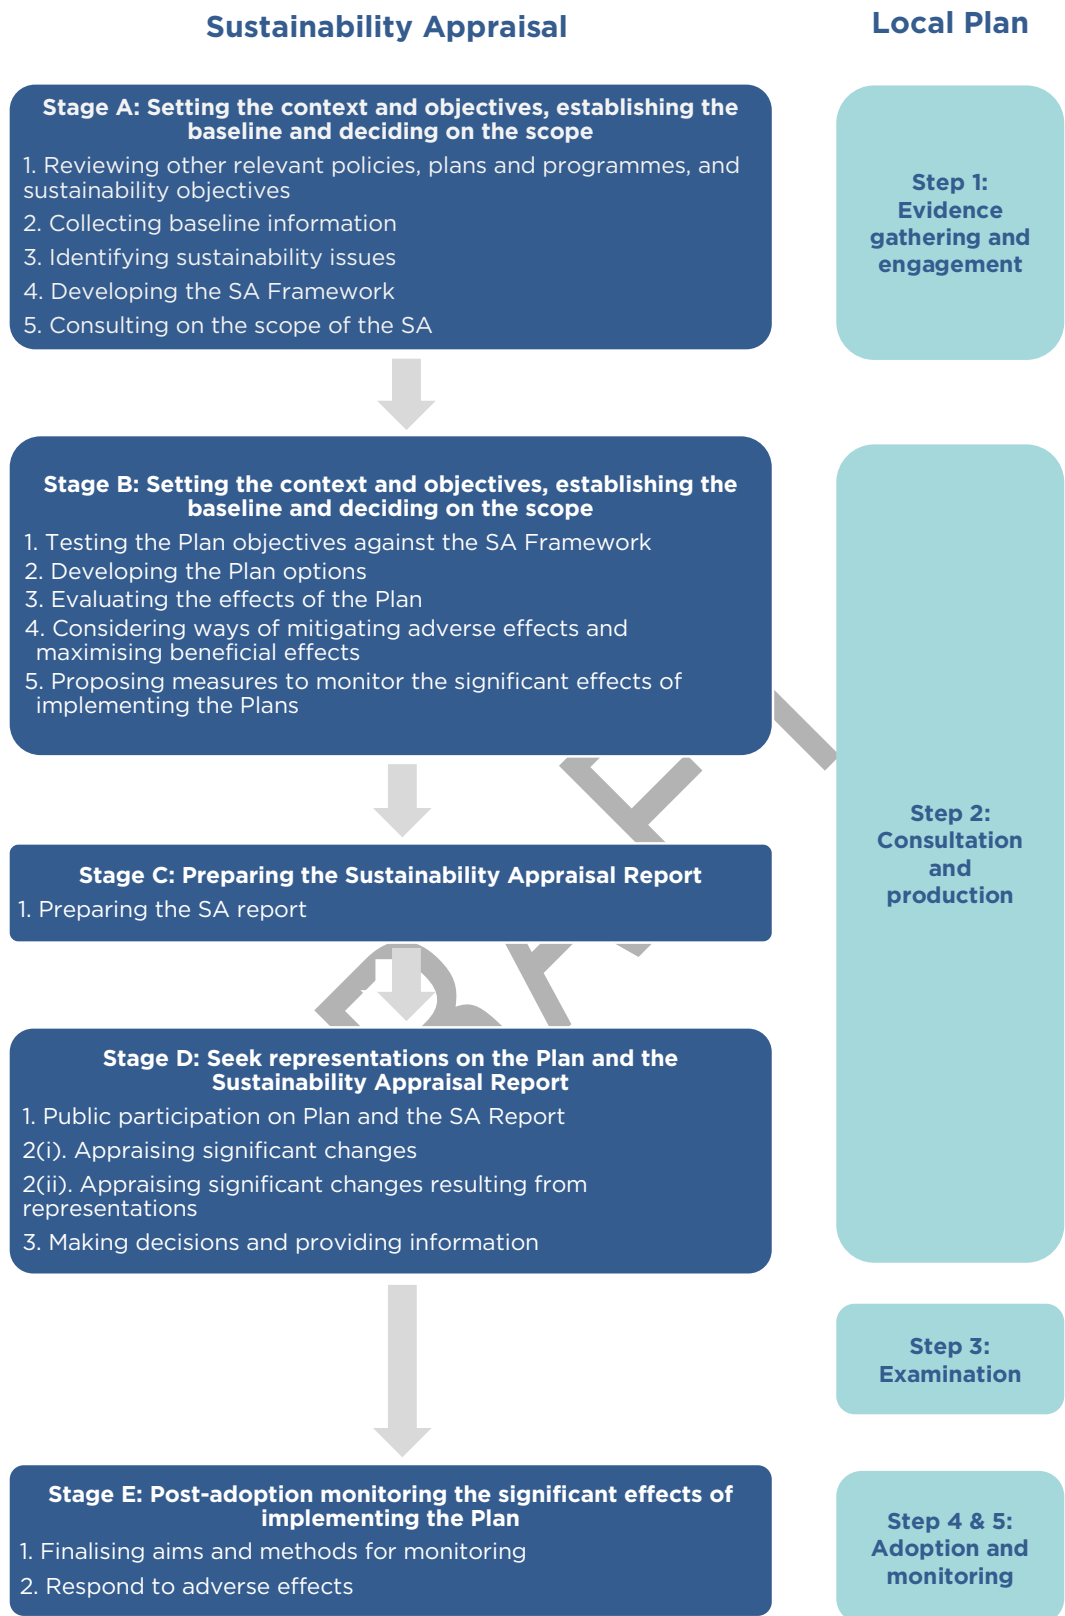 Sustainability Appraisal
Local Plan
Stage A: Setting the context and objectives, establishing the
baseline and deciding on the scope
1. Reviewing other relevant policies, plans and programmes, and
sustainability objectives
2. Collecting baseline information
3. Identifying sustainability issues
4. Developing the SA Framework
5. Consulting on the scope of the SA
Step 1:
Evidence
gathering and
engagement
Stage B: Setting the context and objectives, establishing the
baseline and deciding on the scope
1. Testing the Plan objectives against the SA Framework
2. Developing the Plan options
3. Evaluating the effects of the Plan
4. Considering ways of mitigating adverse effects and
maximising beneficial effects
5. Proposing measures to monitor the significant effects of
implementing the Plans
Stage C: Preparing the Sustainability Appraisal Report
1. Preparing the SA report
Stage D: Seek representations on the Plan and the
Sustainability Appraisal Report
1. Public participation on Plan and the SA Report
2(i). Appraising significant changes
2(ii). Appraising significant changes resulting from
representations
3. Making decisions and providing information
Step 2:
Consultation
and
production
Step 3:
Examination
Stage E: Post-adoption monitoring the significant effects of
implementing the Plan
1. Finalising aims and methods for monitoring
2. Respond to adverse effects
Step 4 & 5:
Adoption and
monitoring